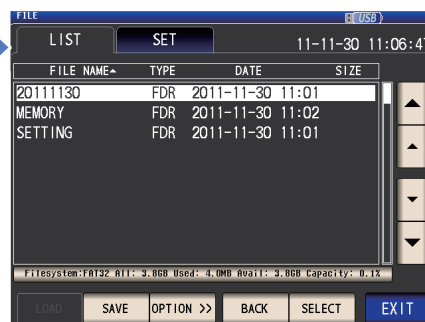 FILE
USB
LIST SET 11-11-30 11:06:4
FILE NAME▲ TYPE DATE SIZE
20111130 FDR 2011-11-30 11:01
MEMORY FDR 2011-11-30 11:02
SETTING FDR 2011-11-30 11:01
Filesystem:FAT32 All: 3.8GB Used: 4.0MB Avail: 3.8GB Capacity: 0.1%
LOAD SAVE OPTION >> BACK SELECT EXIT